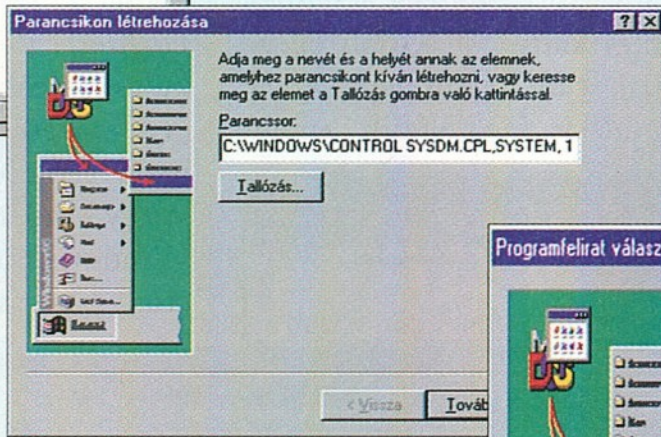 Parancsikon létrehozása
Adja meg a nevét és a helyét annak az elemnek,
amelyhez parancsikont kíván létrehozni, vagy keresse
meg az elemet a Tallózás gombra való kattintással.
Parancssor:
C:\WINDOWS\CONTROL SYSDM.CPL,SYSTEM, 1
Tallózás...
< Vissza
Továb
Programfelirat válasz